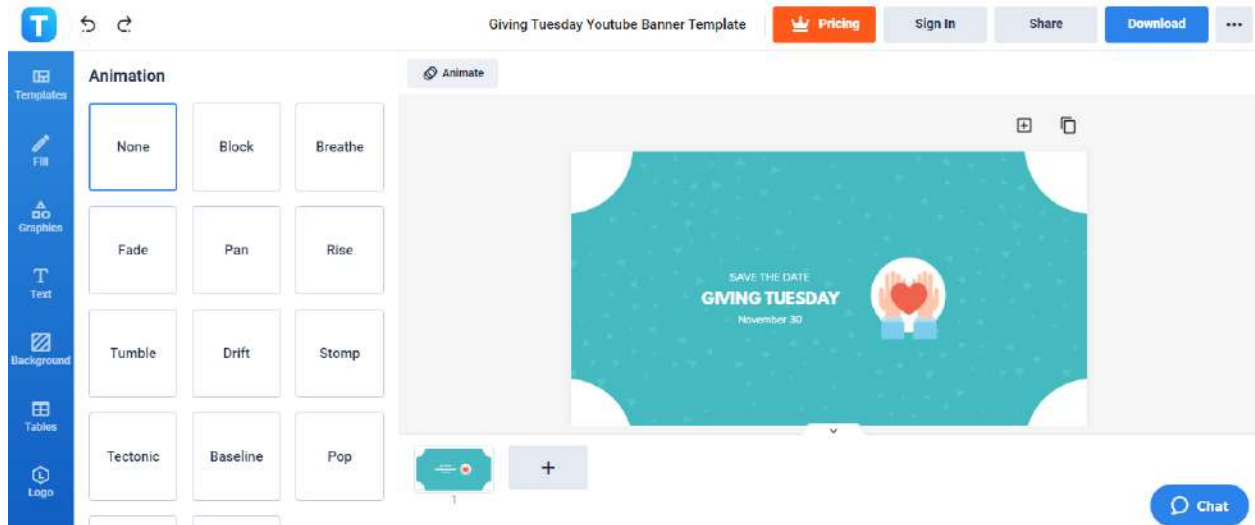 T
Giving Tuesday Youtube Banner Template
Pricing
Sign In
Share
Download
Templates
Fill
Graphics
T
Text
Background
Tables
L
Logo
Animation
None Block Breathe
Fade Pan Rise
Tumble Drift Stomp
Tectonic Baseline Pop
Animate
SAVE THE DATE
GIVING TUESDAY
November 30
1
Chat